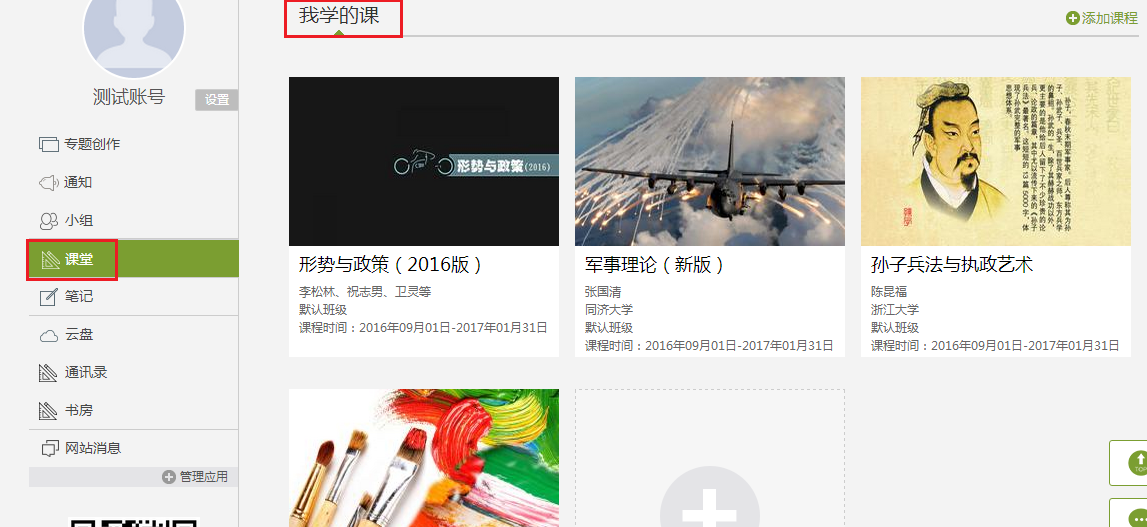 我学的课
添加课程
测试账号
设置
专题创作
通知
小组
课堂
笔记
云盘
通讯录
书房
网站消息
管理应用
形势与政策(2016)
形势与政策（2016版）
李松林、祝志男、卫灵等
默认班级
课程时间：2016年09月01日-2017年01月31日
军事理论（新版）
张国清
同济大学
默认班级
课程时间：2016年09月01日-2017年01月31日
孙子兵法与执政艺术
陈昆福
浙江大学
默认班级
课程时间：2016年09月01日-2017年01月31日
TOP